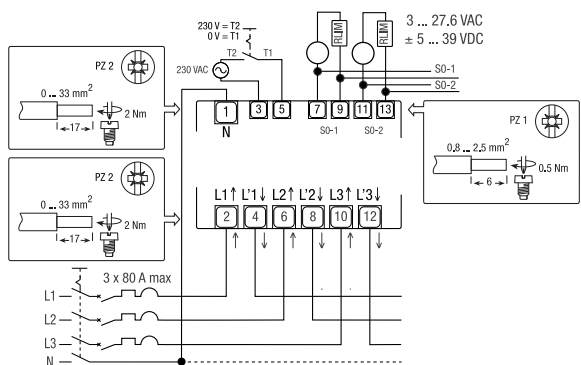 230 V = T2
0 V = T1
T2 T1
230 VAC
RLIM RLIM
3 ... 27.6 VAC
± 5 ... 39 VDC
S0-1
S0-2
PZ 2
0 ... 33 mm²
17
2 Nm
1 3 5 7 9 11 13
N S0-1 S0-2
PZ 1
0,8 ... 2,5 mm²
6
0.5 Nm
PZ 2
0 ... 33 mm²
17
2 Nm
L1↑ L'1↓ L2↑ L'2↓ L3↑ L'3↓
2 4 6 8 10 12
3 x 80 A max
L1
L2
L3
N